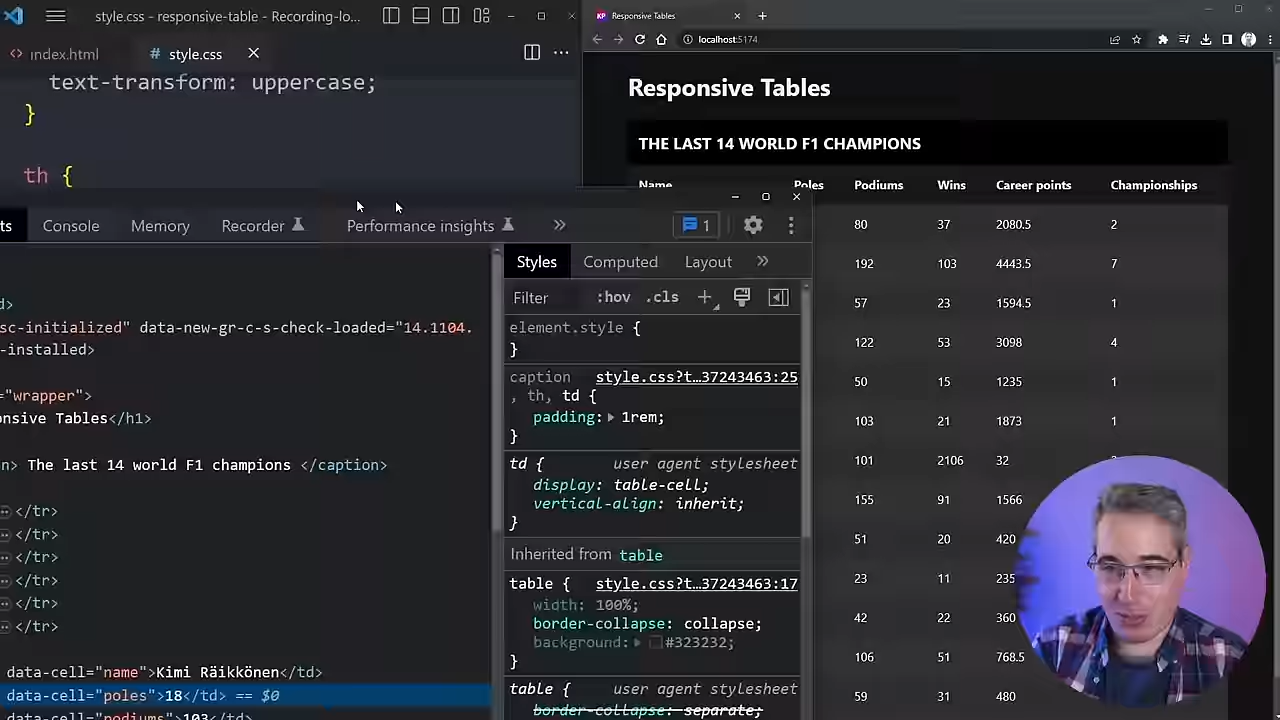 style.css - responsive-table - Recording-lo...
index.html
# style.css
text-transform: uppercase;
}
th {
ts Console Memory Recorder Performance insights 1
d>
sc-initialized" data-new-gr-c-s-check-loaded="14.1104.
-installed>
="wrapper">
onsive Tables</h1>
n> The last 14 world F1 champions </caption>
</tr>
</tr>
</tr>
</tr>
</tr>
</tr>
data-cell="name">Kimi Räikkönen</td>
data-cell="poles">18</td> == $0
data-cell="podiums">103</td>
Styles Computed Layout
Filter :hov .cls
element.style {
}
caption style.css?t…37243463:25
, th, td {
padding: 1rem;
}
td { user agent stylesheet
display: table-cell;
vertical-align: inherit;
}
Inherited from table
table { style.css?t…37243463:17
width: 100%;
border-collapse: collapse;
background: #323232;
}
table { user agent stylesheet
border-collapse: separate;
KP Responsive Tables
localhost:5174
Responsive Tables
THE LAST 14 WORLD F1 CHAMPIONS
Name Poles Podiums Wins Career points Championships
80 37 2080.5 2
192 103 4443.5 7
57 23 1594.5 1
122 53 3098 4
50 15 1235 1
103 21 1873 1
101 2106 32
155 91 1566
51 20 420
23 11 235
42 22 360
106 51 768.5
59 31 480